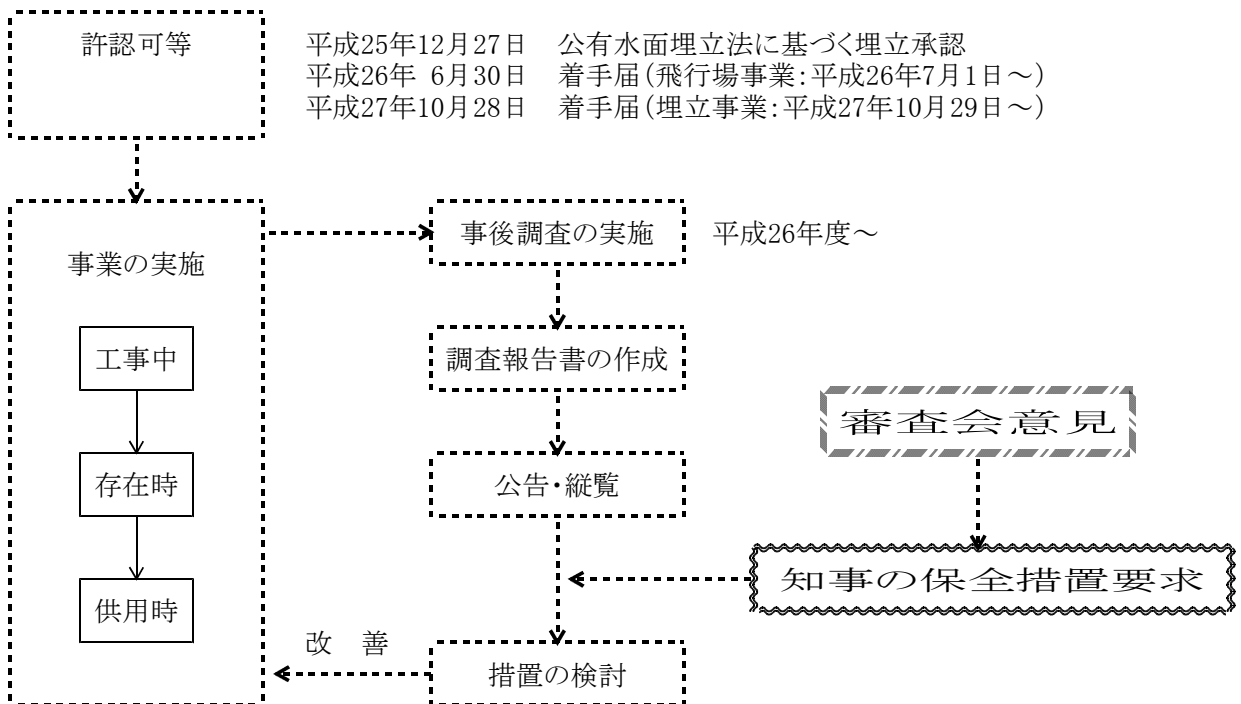 許認可等
平成25年12月27日　公有水面埋立法に基づく埋立承認
平成26年 6月30日　着手届(飛行場事業:平成26年7月1日～)
平成27年10月28日　着手届(埋立事業:平成27年10月29日～)
事業の実施
工事中
存在時
供用時
事後調査の実施
平成26年度～
調査報告書の作成
公告・縦覧
審査会意見
知事の保全措置要求
改　善
措置の検討